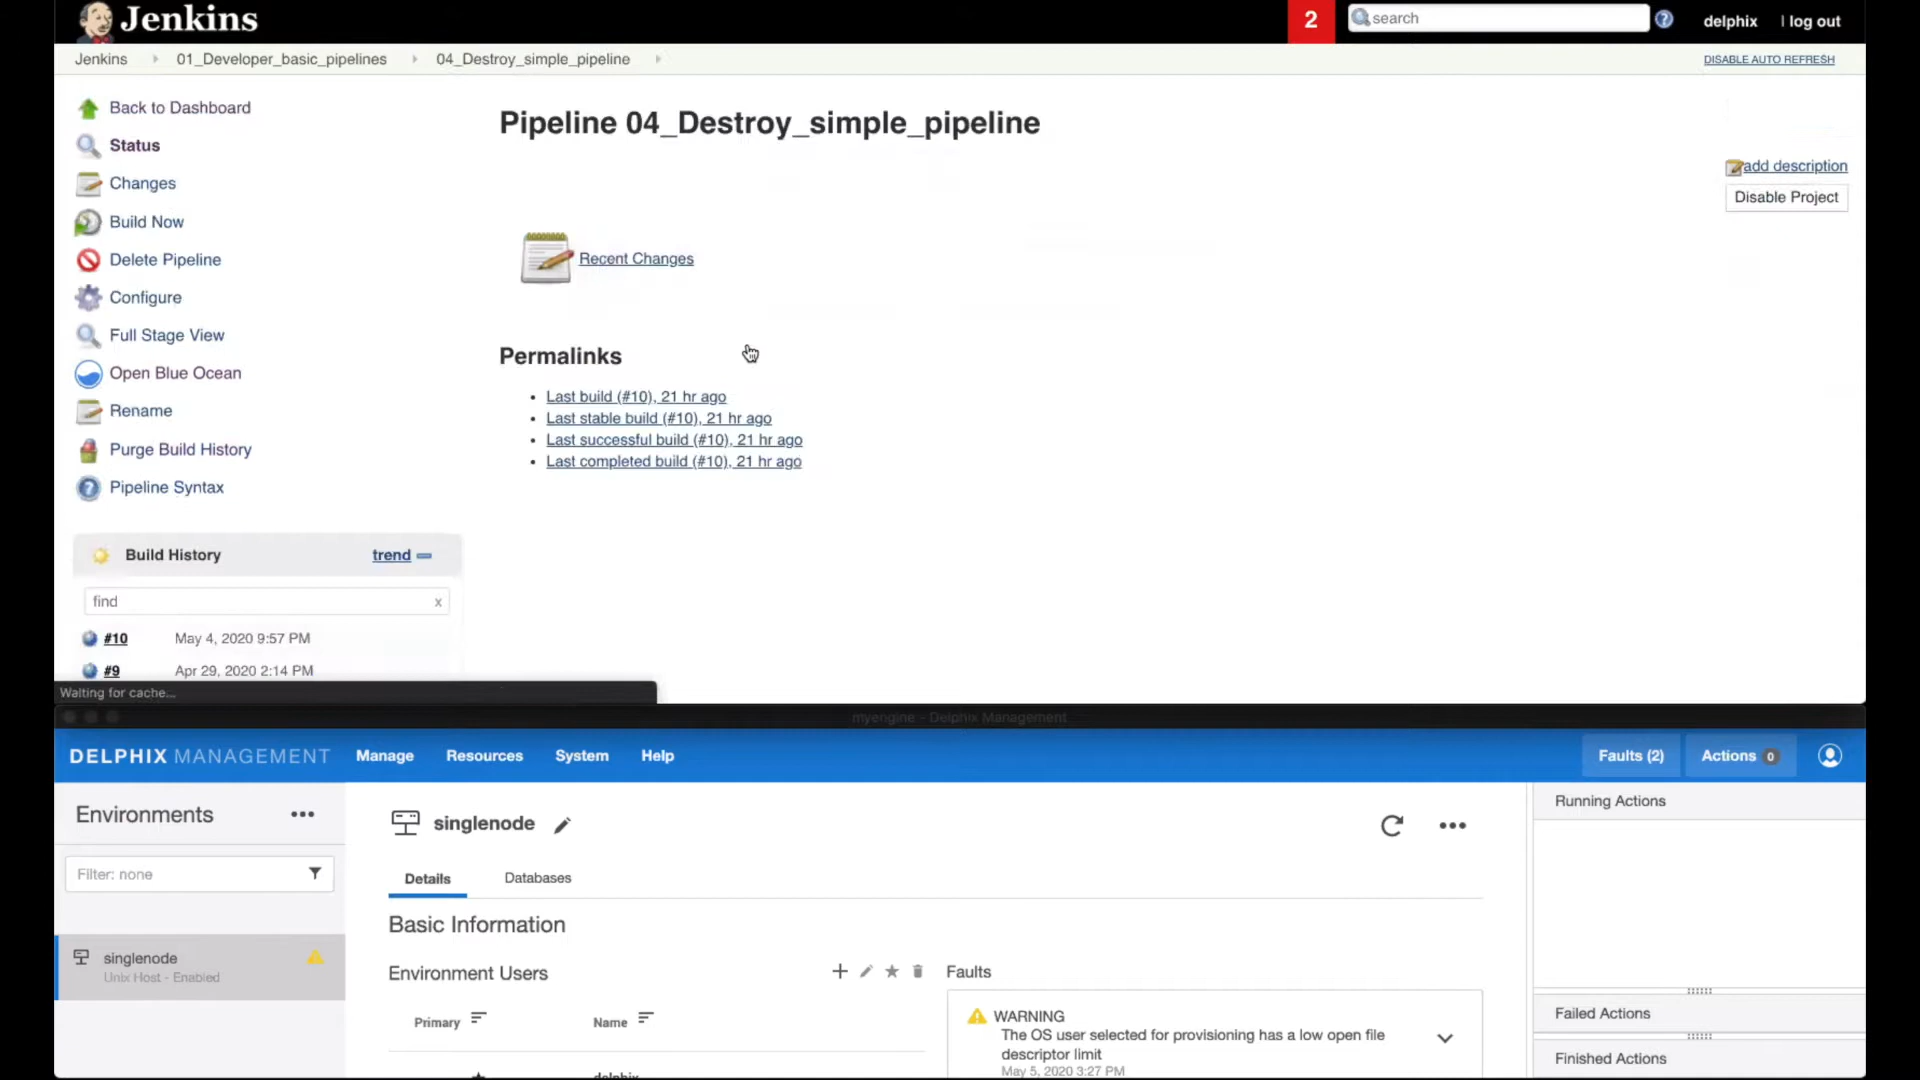 Jenkins
2
search
delphix
| log out
Jenkins
01_Developer_basic_pipelines
04_Destroy_simple_pipeline
DISABLE AUTO REFRESH
Back to Dashboard
Status
Changes
Build Now
Delete Pipeline
Configure
Full Stage View
Open Blue Ocean
Rename
Purge Build History
Pipeline Syntax
Pipeline 04_Destroy_simple_pipeline
add description
Disable Project
Recent Changes
Permalinks
Last build (#10), 21 hr ago
Last stable build (#10), 21 hr ago
Last successful build (#10), 21 hr ago
Last completed build (#10), 21 hr ago
Build History
trend
find
x
#10 May 4, 2020 9:57 PM
#9 Apr 29, 2020 2:14 PM
Waiting for cache...
myengine - Delphix Management
DELPHIX MANAGEMENT
Manage
Resources
System
Help
Faults (2)
Actions 0
Environments
Filter: none
singlenode
Unix Host - Enabled
singlenode
Details
Databases
Basic Information
Environment Users
Primary
Name
delphix
Faults
WARNING
The OS user selected for provisioning has a low open file
descriptor limit
May 5, 2020 3:27 PM
Running Actions
Failed Actions
Finished Actions